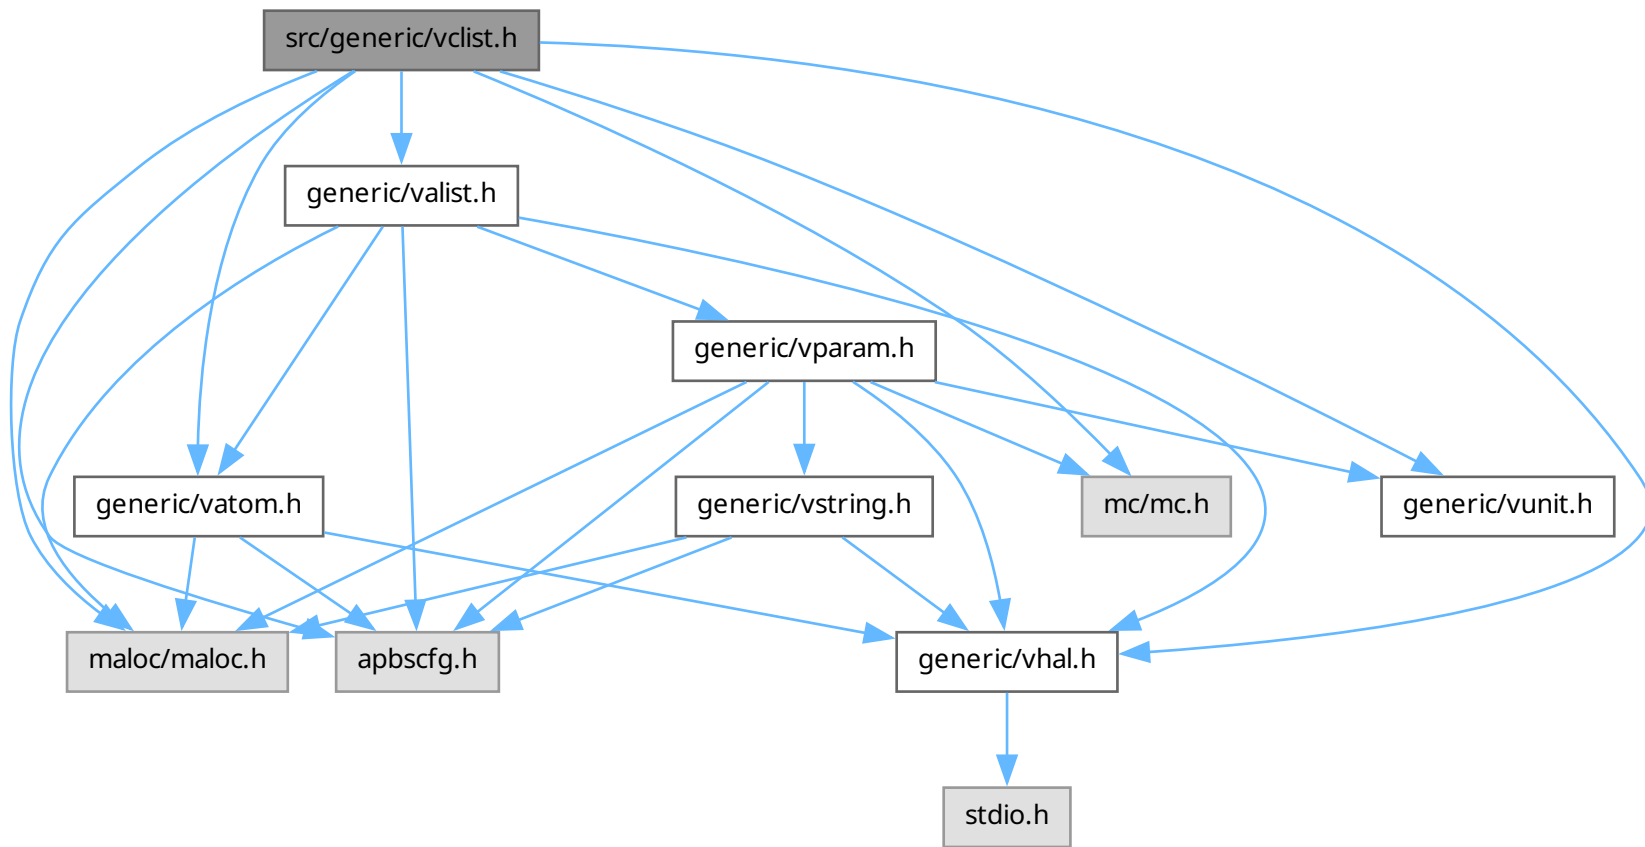 src/generic/vclist.h
generic/valist.h
generic/vparam.h
generic/vatom.h
generic/vstring.h
mc/mc.h
generic/vunit.h
maloc/maloc.h
apbscfg.h
generic/vhal.h
stdio.h